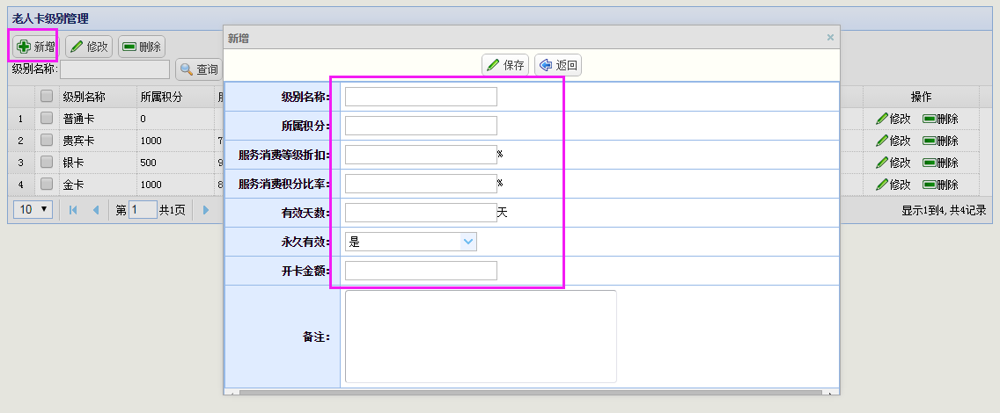 老人卡级别管理
新增 修改 删除
级别名称: 查询
级别名称 所属积分 操作
1 普通卡 0 修改 删除
2 贵宾卡 1000 7 修改 删除
3 银卡 500 9 修改 删除
4 金卡 1000 8 修改 删除
10 第 1 共1页 显示1到4, 共4记录
新增 ×
保存 返回
级别名称:
所属积分:
服务消费等级折扣: %
服务消费积分比率: %
有效天数: 天
永久有效: 是
开卡金额:
备注: